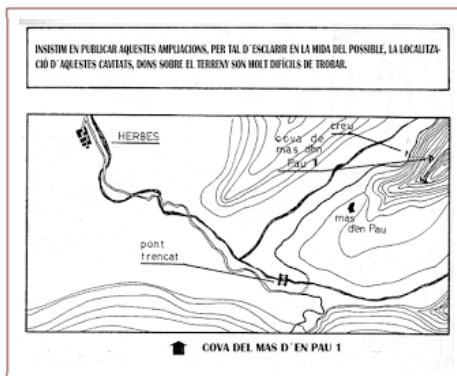 INSISTIM EN PUBLICAR AQUESTES AMPLIACIONS, PER TAL D´ESCLARIR EN LA MIDA DEL POSSIBLE, LA LOCALITZA-
CIÓ D´AQUESTES CAVITATS, DONS SOBRE EL TERRENY SON MOLT DIFÍCILS DE TROBAR.
HERBES
creu
cova de
mas d'en
Pau 1
mas
d'en Pau
pont
trencat
COVA DEL MAS D´EN PAU 1